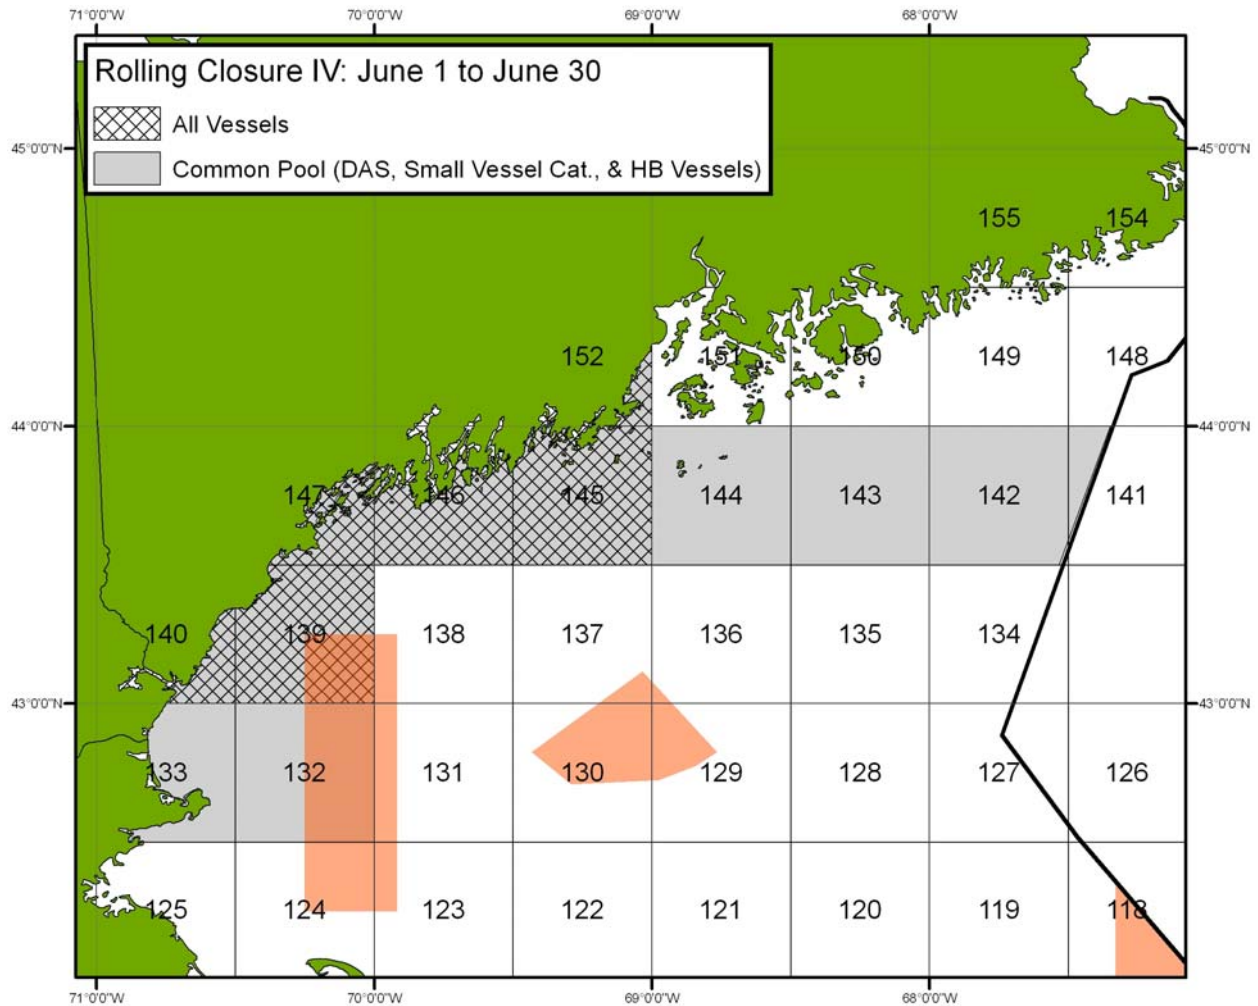 71°0'0"W 70°0'0"W 69°0'0"W 68°0'0"W
Rolling Closure IV: June 1 to June 30
All Vessels
Common Pool (DAS, Small Vessel Cat., & HB Vessels)
45°0'0"N 45°0'0"N
155 154
152 151 150 149 148
44°0'0"N 44°0'0"N
147 146 145 144 143 142 141
140 139 138 137 136 135 134
43°0'0"N 43°0'0"N
133 132 131 130 129 128 127 126
125 124 123 122 121 120 119 118
71°0'0"W 70°0'0"W 69°0'0"W 68°0'0"W